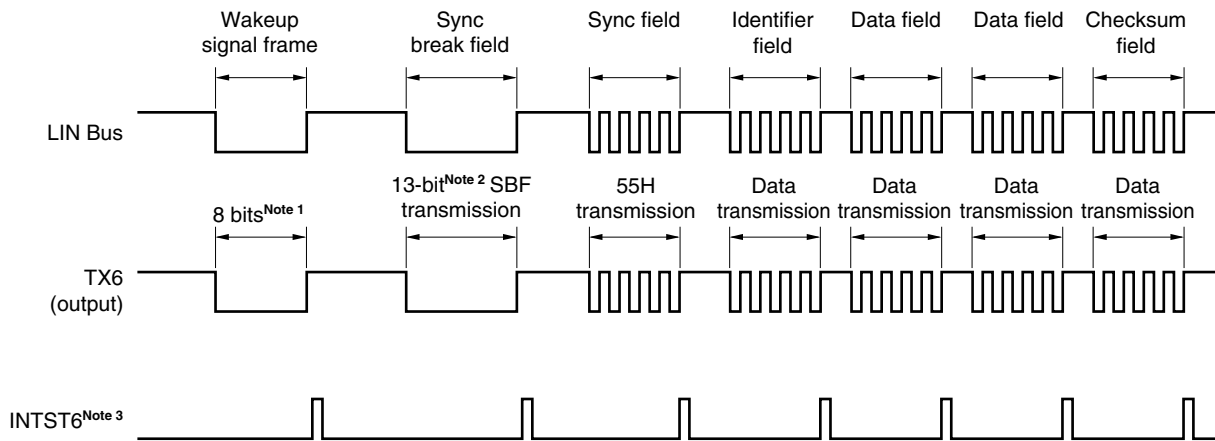 Wakeup
signal frame
Sync
break field
Sync field
Identifier
field
Data field
Data field
Checksum
field
LIN Bus
8 bitsNote 1
13-bitNote 2 SBF
transmission
55H
transmission
Data
transmission
Data
transmission
Data
transmission
Data
transmission
TX6
(output)
INTST6Note 3